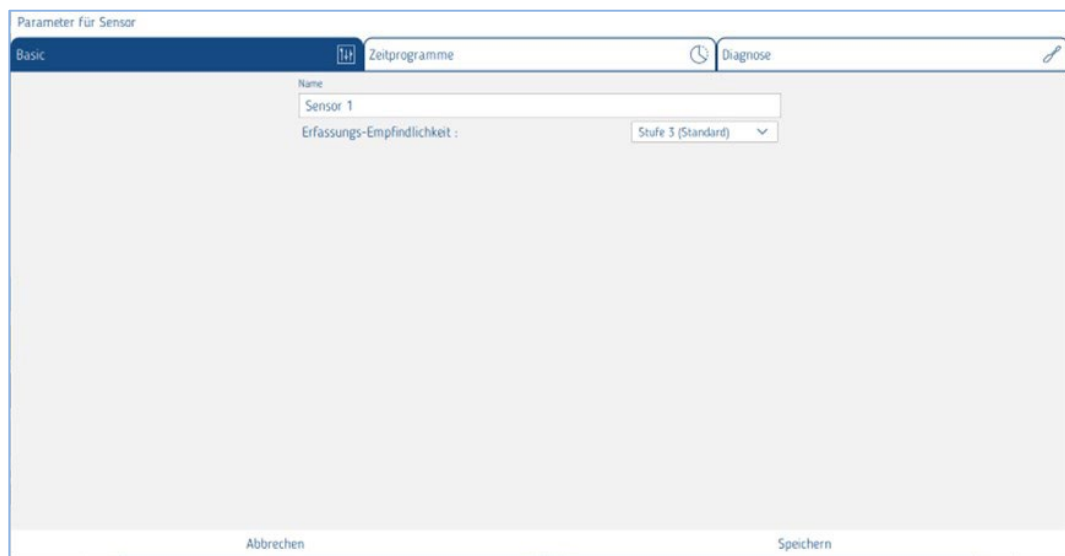 Parameter für Sensor
Basic Zeitprogramme Diagnose
Name
Sensor 1
Erfassungs-Empfindlichkeit : Stufe 3 (Standard)
Abbrechen Speichern